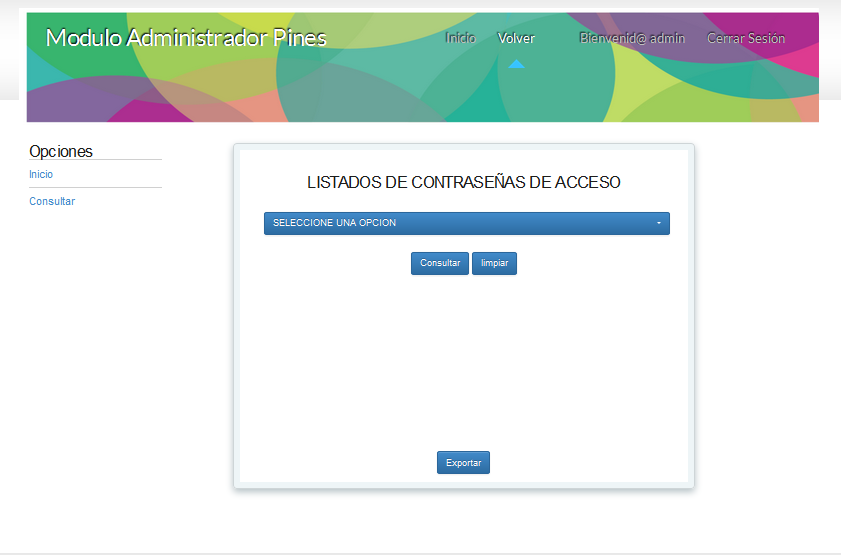 Modulo Administrador Pines
Inicio Volver Bienvenid@ admin Cerrar Sesión
Opciones
Inicio
Consultar
LISTADOS DE CONTRASEÑAS DE ACCESO
SELECCIONE UNA OPCION
Consultar limpiar
Exportar